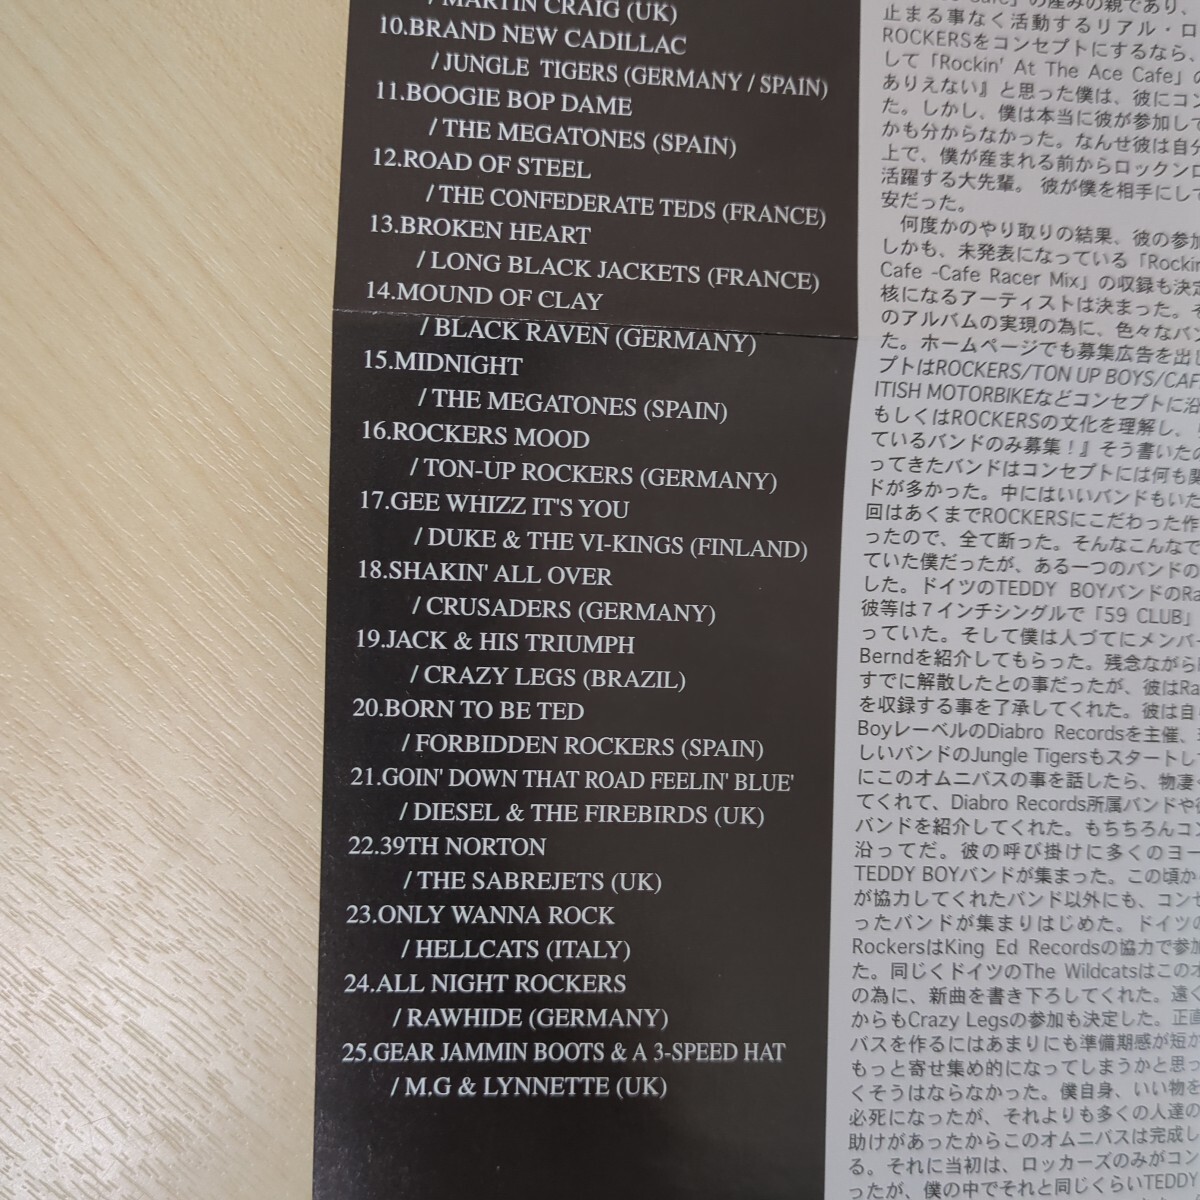 / MARTIN CRAIG (UK)
10.BRAND NEW CADILLAC
/ JUNGLE TIGERS (GERMANY / SPAIN)
11.BOOGIE BOP DAME
/ THE MEGATONES (SPAIN)
12.ROAD OF STEEL
/ THE CONFEDERATE TEDS (FRANCE)
13.BROKEN HEART
/ LONG BLACK JACKETS (FRANCE)
14.MOUND OF CLAY
/ BLACK RAVEN (GERMANY)
15.MIDNIGHT
/ THE MEGATONES (SPAIN)
16.ROCKERS MOOD
/ TON-UP ROCKERS (GERMANY)
17.GEE WHIZZ IT'S YOU
/ DUKE & THE VI-KINGS (FINLAND)
18.SHAKIN' ALL OVER
/ CRUSADERS (GERMANY)
19.JACK & HIS TRIUMPH
/ CRAZY LEGS (BRAZIL)
20.BORN TO BE TED
/ FORBIDDEN ROCKERS (SPAIN)
21.GOIN' DOWN THAT ROAD FEELIN' BLUE'
/ DIESEL & THE FIREBIRDS (UK)
22.39TH NORTON
/ THE SABREJETS (UK)
23.ONLY WANNA ROCK
/ HELLCATS (ITALY)
24.ALL NIGHT ROCKERS
/ RAWHIDE (GERMANY)
25.GEAR JAMMIN BOOTS & A 3-SPEED HAT
/ M.G & LYNNETTE (UK)
の産みの親であり、
止まる事なく活動するリアル・ロ
ROCKERSをコンセプトにするなら、
して「Rockin' At The Ace Cafe」の
ありえない』と思った僕は、彼にコン
た。しかし、僕は本当に彼が参加して
かも分からなかった。なんせ彼は自分
上で、僕が産まれる前からロックンロ
活躍する大先輩。 彼が僕を相手にして
安だった。
何度かのやり取りの結果、彼の参加
しかも、未発表になっている「Rockin
Cafe -Cafe Racer Mix」の収録も決定
核になるアーティストは決まった。そ
のアルバムの実現の為に、色々なバン
た。ホームページでも募集広告を出し
プトはROCKERS/TON UP BOYS/CAF
ITISH MOTORBIKEなどコンセプトに沿
もしくはROCKERSの文化を理解し、
ているバンドのみ募集！』そう書いたの
ってきたバンドはコンセプトには何も関
ドが多かった。中にはいいバンドもいた
回はあくまでROCKERSにこだわった作
ったので、全て断った。そんなこんなで
ていた僕だったが、ある一つのバンドの
した。ドイツのTEDDY BOYバンドのRa
彼等は７インチシングルで「59 CLUB」
っていた。そして僕は人づてにメンバ
Berndを紹介してもらった。残念ながら
すでに解散したとの事だったが、彼はRa
を収録する事を了承してくれた。彼は自
BoyレーベルのDiabro Recordsを主催、
しいバンドのJungle Tigersもスタートし
にこのオムニバスの事を話したら、物凄
てくれて、Diabro Records所属バンドや
バンドを紹介してくれた。もちちろんコ
沿ってだ。彼の呼び掛けに多くのヨー
TEDDY BOYバンドが集まった。この頃か
が協力してくれたバンド以外にも、コン
ったバンドが集まりはじめた。ドイツの
RockersはKing Ed Recordsの協力で参加
た。同じくドイツのThe Wildcatsはこのオ
の為に、新曲を書き下ろしてくれた。遠く
からもCrazy Legsの参加も決定した。正直
バスを作るにはあまりにも準備期感が短か
もっと寄せ集め的になってしまうかと思っ
くそうはならなかった。僕自身、いい物を
必死になったが、それよりも多くの人達の
助けがあったからこのオムニバスは完成し
る。それに当初は、ロッカーズのみがコン
ったが、僕の中でそれと同じくらいTEDDY